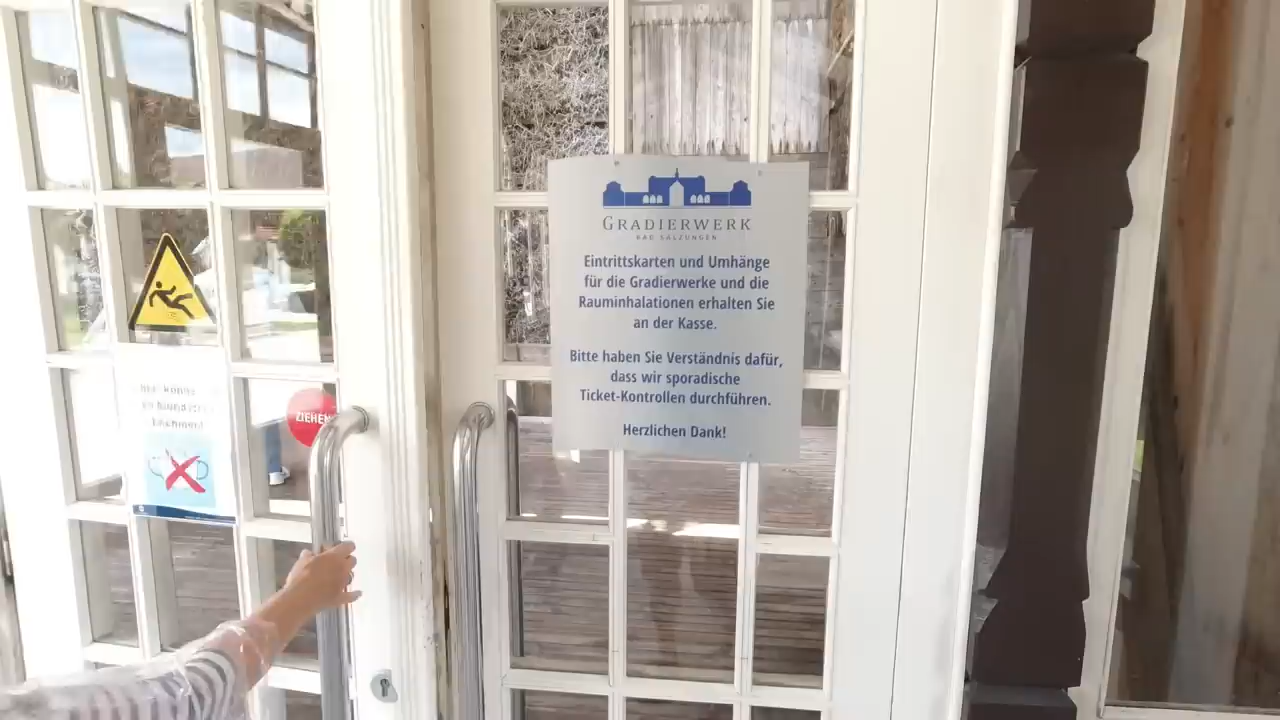 GRADIERWERK
BAD SALZUNGEN
Eintrittskarten und Umhänge
für die Gradierwerke und die
Rauminhalationen erhalten Sie
an der Kasse.
Bitte haben Sie Verständnis dafür,
dass wir sporadische
Ticket-Kontrollen durchführen.
Herzlichen Dank!
ZIEHEN